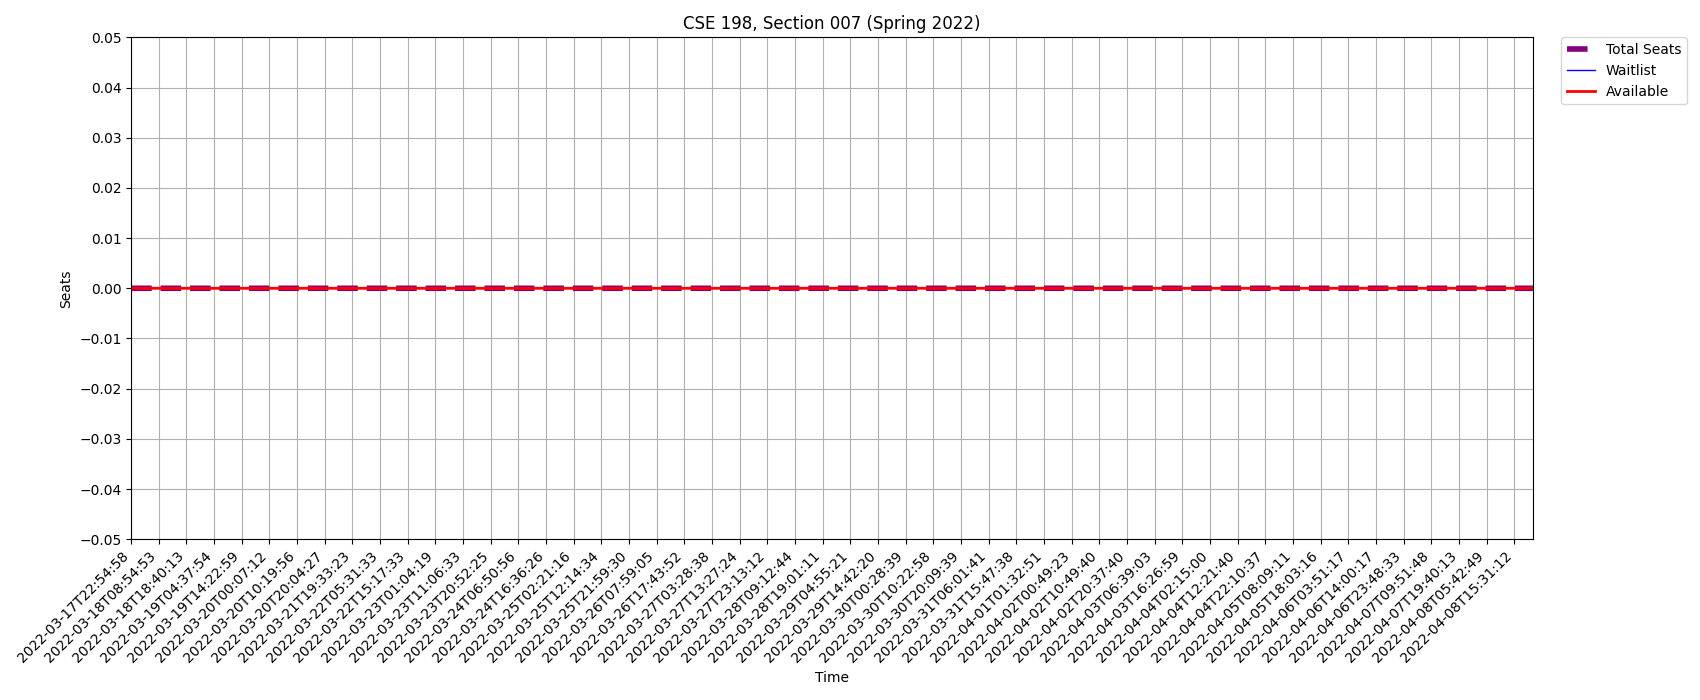 CSE 198, Section 007 (Spring 2022)
Total Seats
Waitlist
Available
0.05
0.04
0.03
0.02
0.01
0.00
−0.01
−0.02
−0.03
−0.04
−0.05
Seats
2022-03-17T22:54:58
2022-03-18T08:54:53
2022-03-18T18:40:13
2022-03-19T04:37:54
2022-03-19T14:22:59
2022-03-20T00:07:12
2022-03-20T10:19:56
2022-03-20T20:04:27
2022-03-21T19:33:23
2022-03-22T05:31:33
2022-03-22T15:17:33
2022-03-23T01:04:19
2022-03-23T11:06:33
2022-03-23T20:52:25
2022-03-24T06:50:56
2022-03-24T16:36:26
2022-03-25T02:21:16
2022-03-25T12:14:34
2022-03-25T21:59:30
2022-03-26T07:59:05
2022-03-26T17:43:52
2022-03-27T03:28:38
2022-03-27T13:27:24
2022-03-27T23:13:12
2022-03-28T09:12:44
2022-03-28T19:01:11
2022-03-29T04:55:21
2022-03-29T14:42:20
2022-03-30T00:28:39
2022-03-30T10:22:58
2022-03-30T20:09:39
2022-03-31T06:01:41
2022-03-31T15:47:38
2022-04-01T01:32:51
2022-04-02T00:49:23
2022-04-02T10:49:40
2022-04-02T20:37:40
2022-04-03T06:39:03
2022-04-03T16:26:59
2022-04-04T02:15:00
2022-04-04T12:21:40
2022-04-04T22:10:37
2022-04-05T08:09:11
2022-04-05T18:03:16
2022-04-06T03:51:17
2022-04-06T14:00:17
2022-04-06T23:48:33
2022-04-07T09:51:48
2022-04-07T19:40:13
2022-04-08T05:42:49
2022-04-08T15:31:12
Time